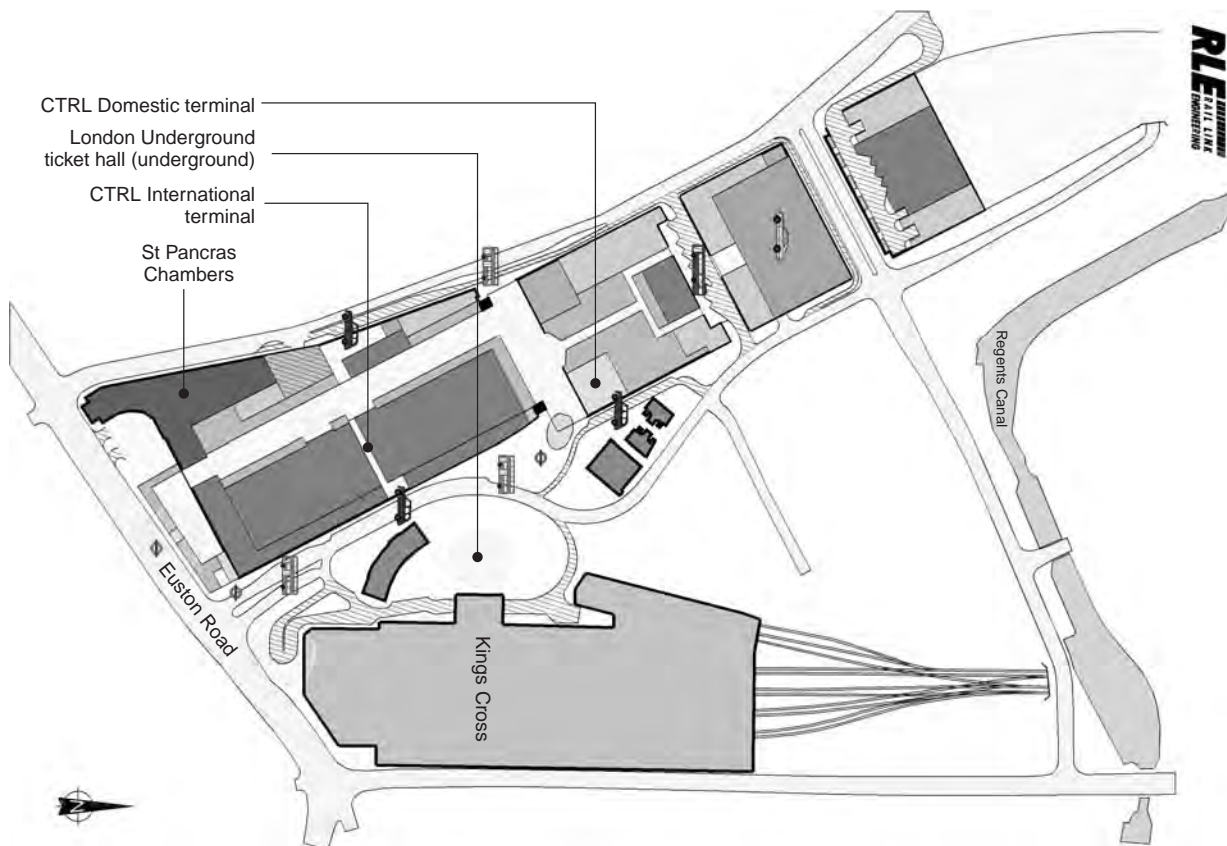 CTRL Domestic terminal
London Underground
ticket hall (underground)
CTRL International
terminal
St Pancras
Chambers
RLE
RAIL LINK
ENGINEERING
Regents Canal
Euston Road
Kings Cross
N